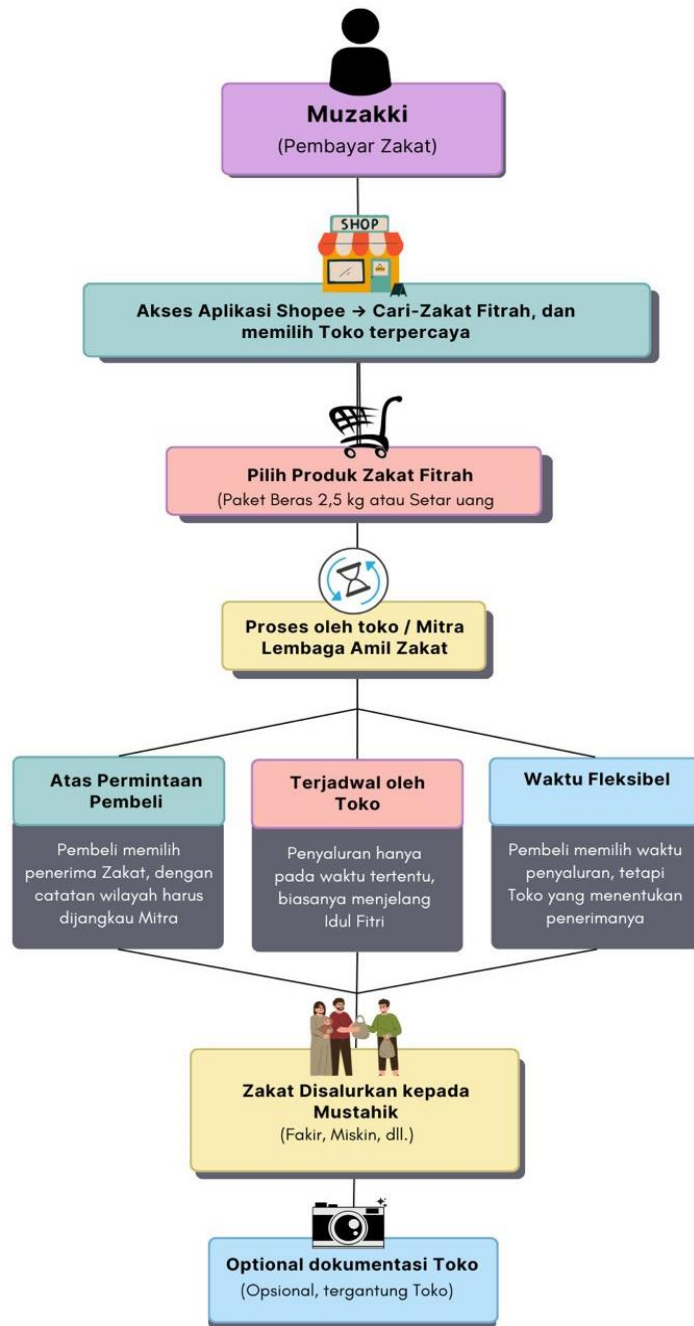 Muzakki
(Pembayar Zakat)
SHOP
Akses Aplikasi Shopee → Cari-Zakat Fitrah, dan
memilih Toko terpercaya
Pilih Produk Zakat Fitrah
(Paket Beras 2,5 kg atau Setar uang
Proses oleh toko / Mitra
Lembaga Amil Zakat
Atas Permintaan
Pembeli
Pembeli memilih
penerima Zakat, dengan
catatan wilayah harus
dijangkau Mitra
Terjadwal oleh
Toko
Penyaluran hanya
pada waktu tertentu,
biasanya menjelang
Idul Fitri
Waktu Fleksibel
Pembeli memilih waktu
penyaluran, tetapi
Toko yang menentukan
penerimanya
Zakat Disalurkan kepada
Mustahik
(Fakir, Miskin, dll.)
Optional dokumentasi Toko
(Opsional, tergantung Toko)